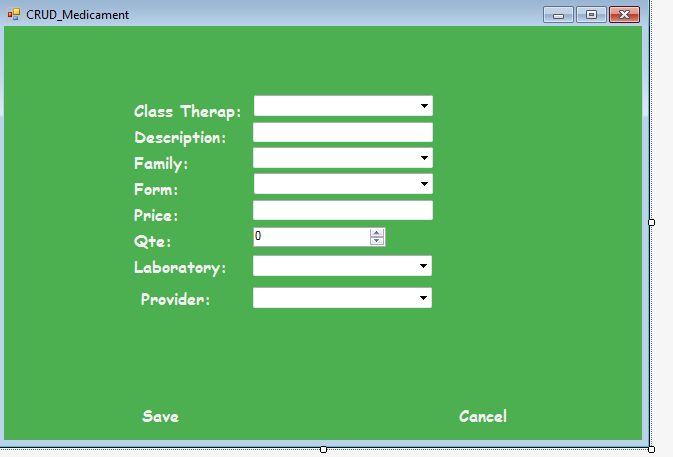 CRUD_Medicament
Class Therap:
Description:
Family:
Form:
Price:
Qte: 0
Laboratory:
Provider:
Save Cancel